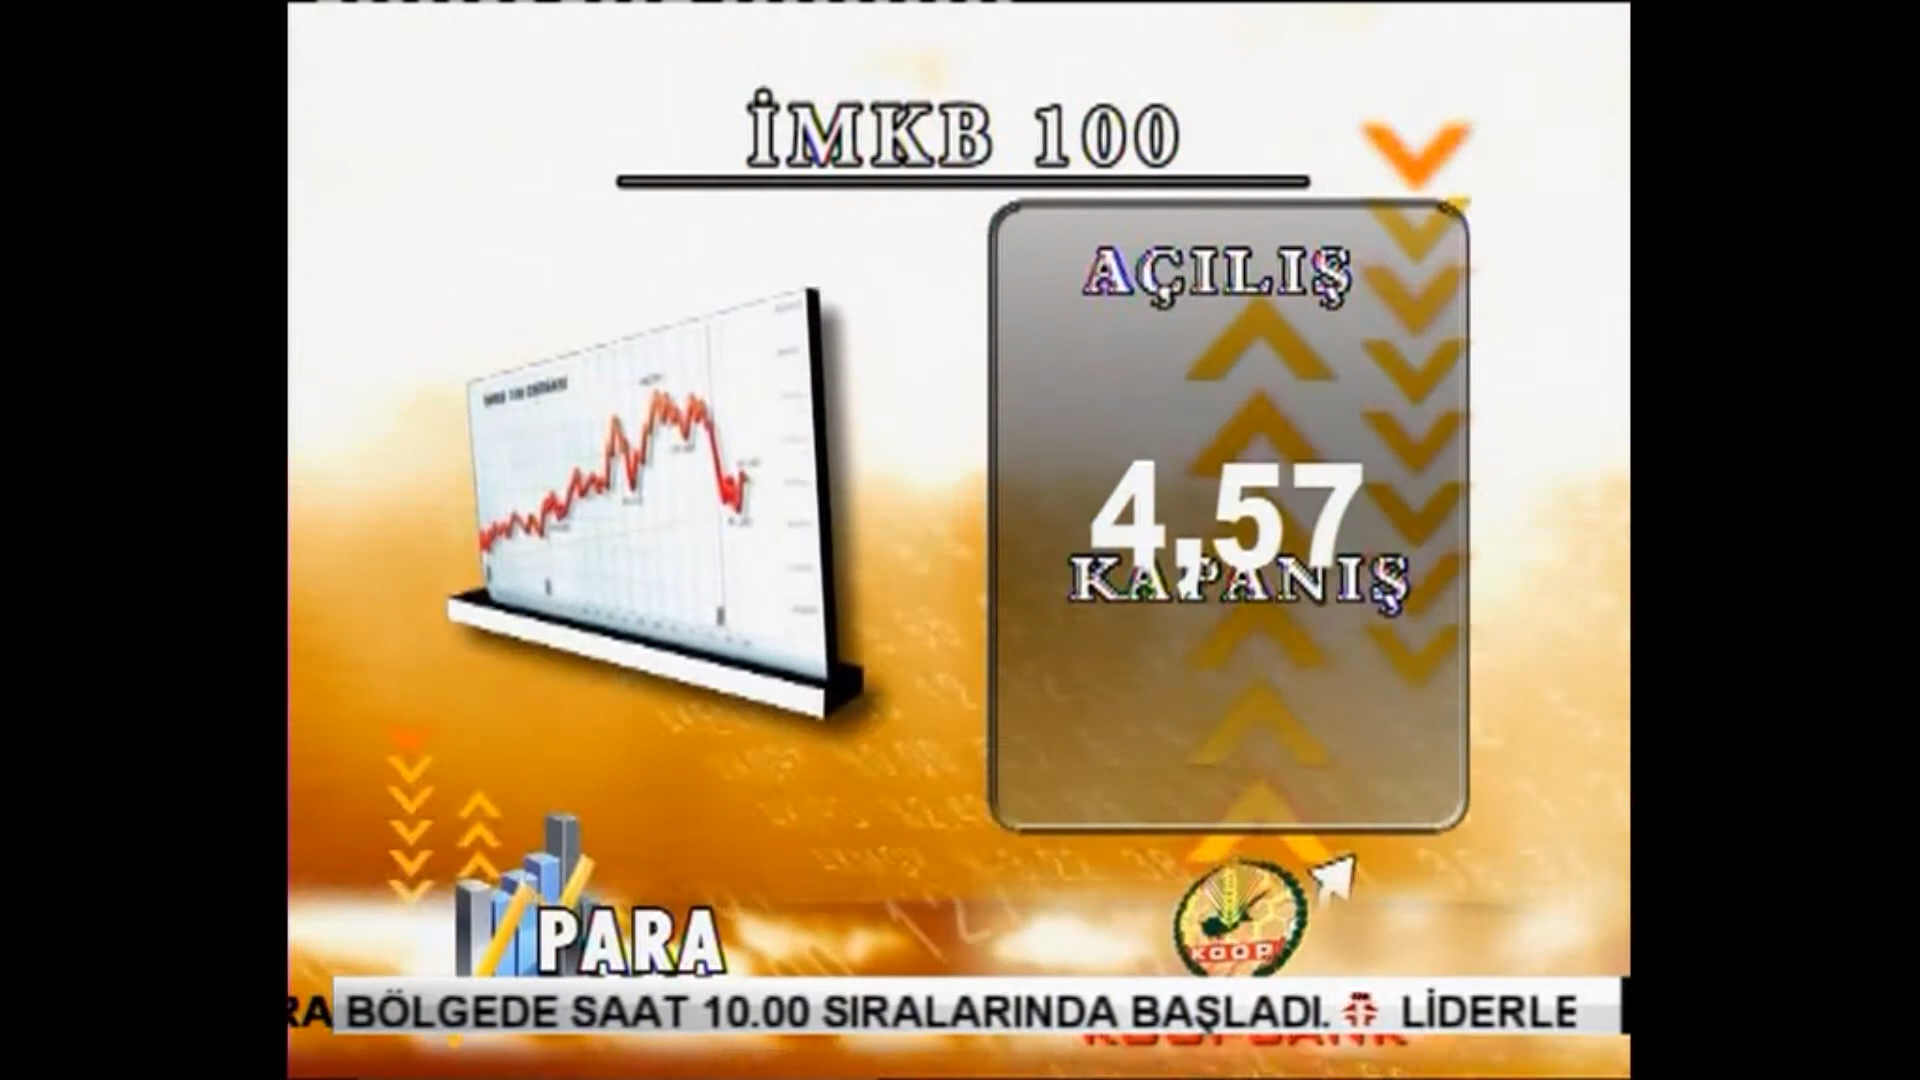 İMKB 100
AÇILIŞ
4,57
KAPANIŞ
PARA
KOOP
RA BÖLGEDE SAAT 10.00 SIRALARINDA BAŞLADI. LİDERLE